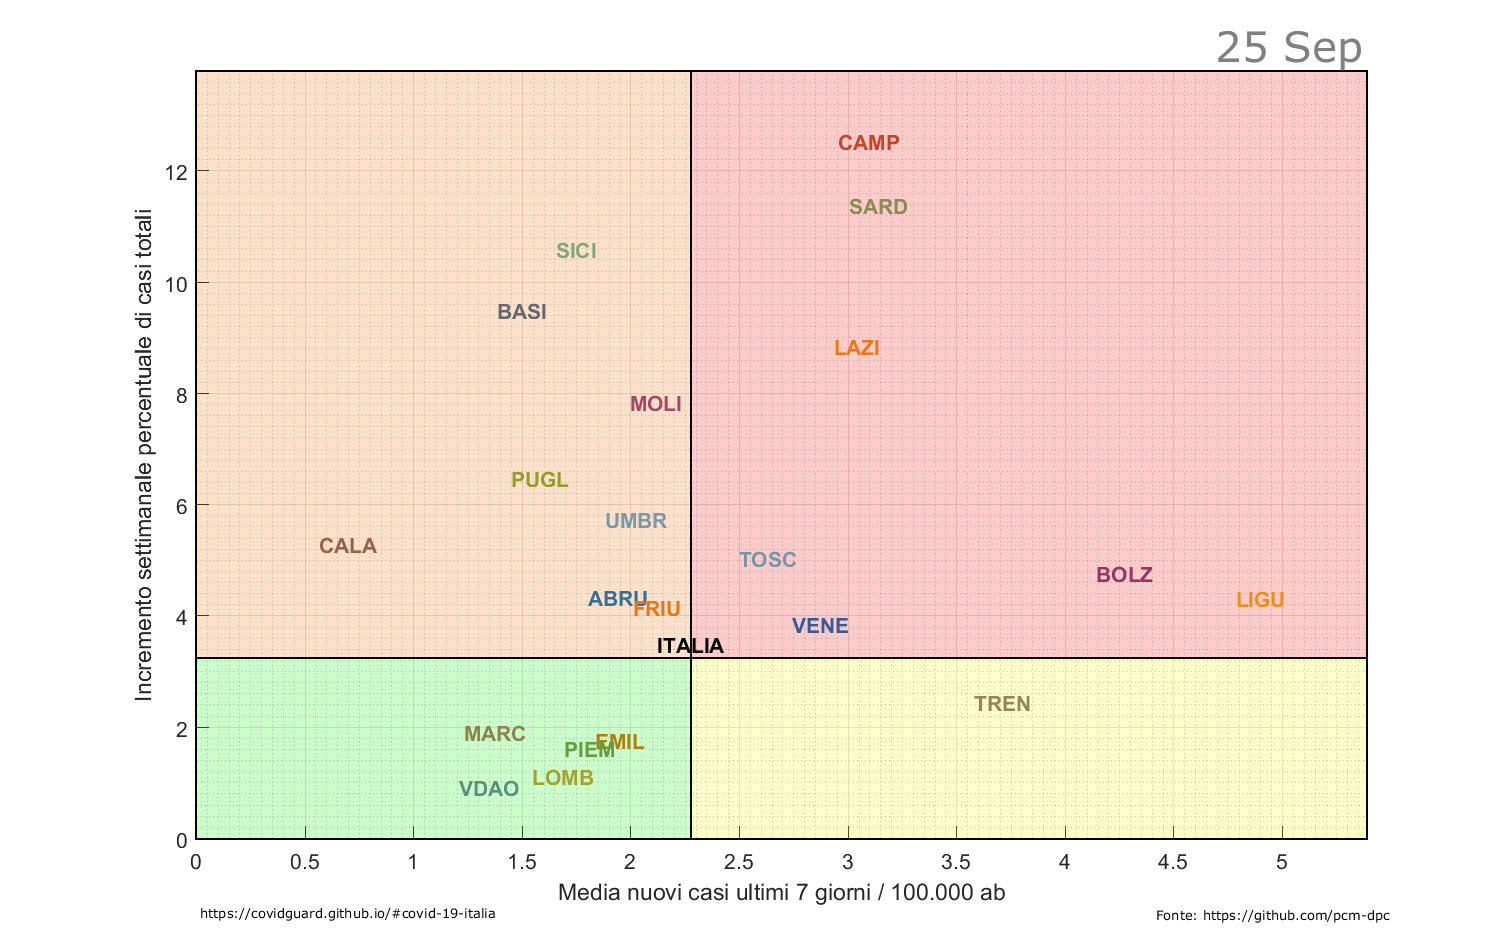 25 Sep
Incremento settimanale percentuale di casi totali
12
10
8
6
4
2
0
CAMP
SARD
SICI
BASI
LAZI
MOLI
PUGL
UMBR
CALA
TOSC
BOLZ
ABRU
FRIU
LIGU
VENE
ITALIA
TREN
MARC
EMIL
PIEM
LOMB
VDAO
0 0.5 1 1.5 2 2.5 3 3.5 4 4.5 5
Media nuovi casi ultimi 7 giorni / 100.000 ab
https://covidguard.github.io/#covid-19-italia
Fonte: https://github.com/pcm-dpc